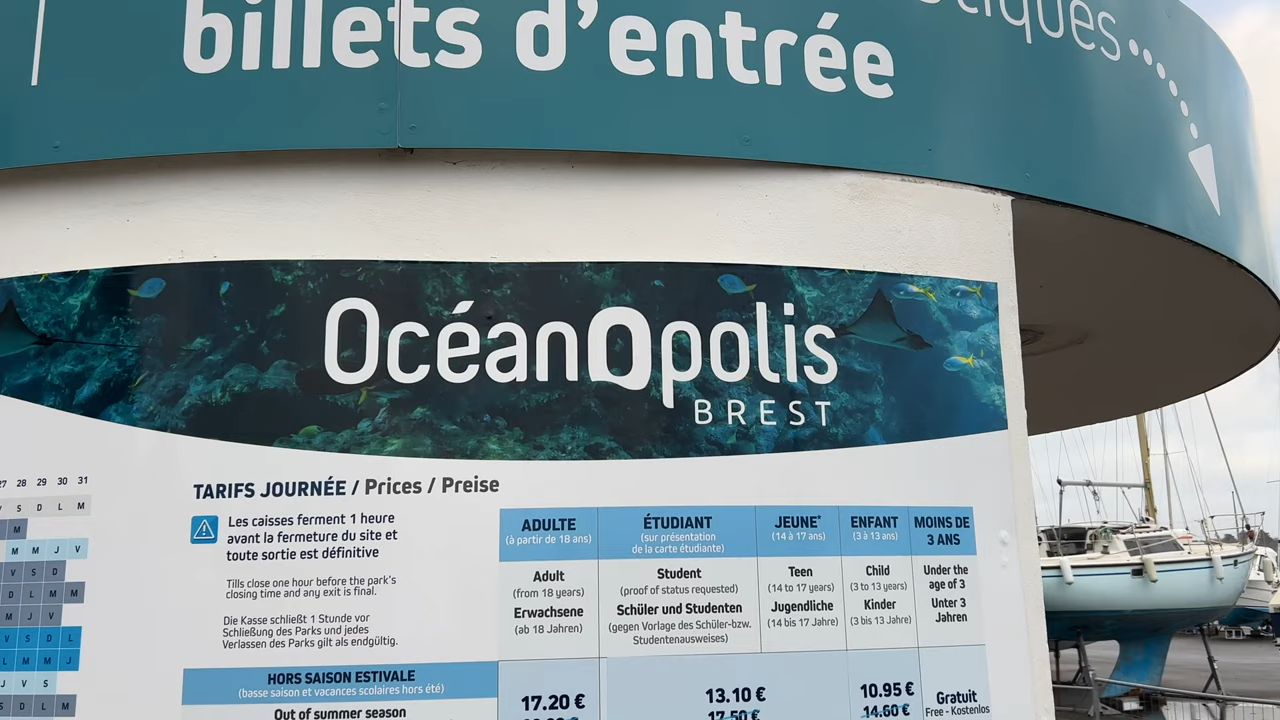 billets d'entrée
Océanopolis
BREST
27 28 29 30 31
V S D L M
M
M M J V
V S D
D L M M
M J V
V S D L
L M M J
J V S
S D L M
TARIFS JOURNÉE / Prices / Preise
Les caisses ferment 1 heure
avant la fermeture du site et
toute sortie est définitive
Tills close one hour before the park's
closing time and any exit is final.
Die Kasse schließt 1 Stunde vor
Schließung des Parks und jedes
Verlassen des Parks gilt als endgültig.
ADULTE
(à partir de 18 ans)
ÉTUDIANT
(sur présentation
de la carte étudiante)
JEUNE*
(14 à 17 ans)
ENFANT
(3 à 13 ans)
MOINS DE
3 ANS
Adult
(from 18 years)
Erwachsene
(ab 18 Jahren)
Student
(proof of status requested)
Schüler und Studenten
(gegen Vorlage des Schüler-bzw.
Studentenausweises)
Teen
(14 to 17 years)
Jugendliche
(14 bis 17 Jahre)
Child
(3 to 13 years)
Kinder
(3 bis 13 Jahre)
Under the
age of 3
Unter 3
Jahren
HORS SAISON ESTIVALE
(basse saison et vacances scolaires hors été)
Out of summer season
17.20 €
13.10 €
17.50 €
10.95 €
14.60 €
Gratuit
Free - Kostenlos